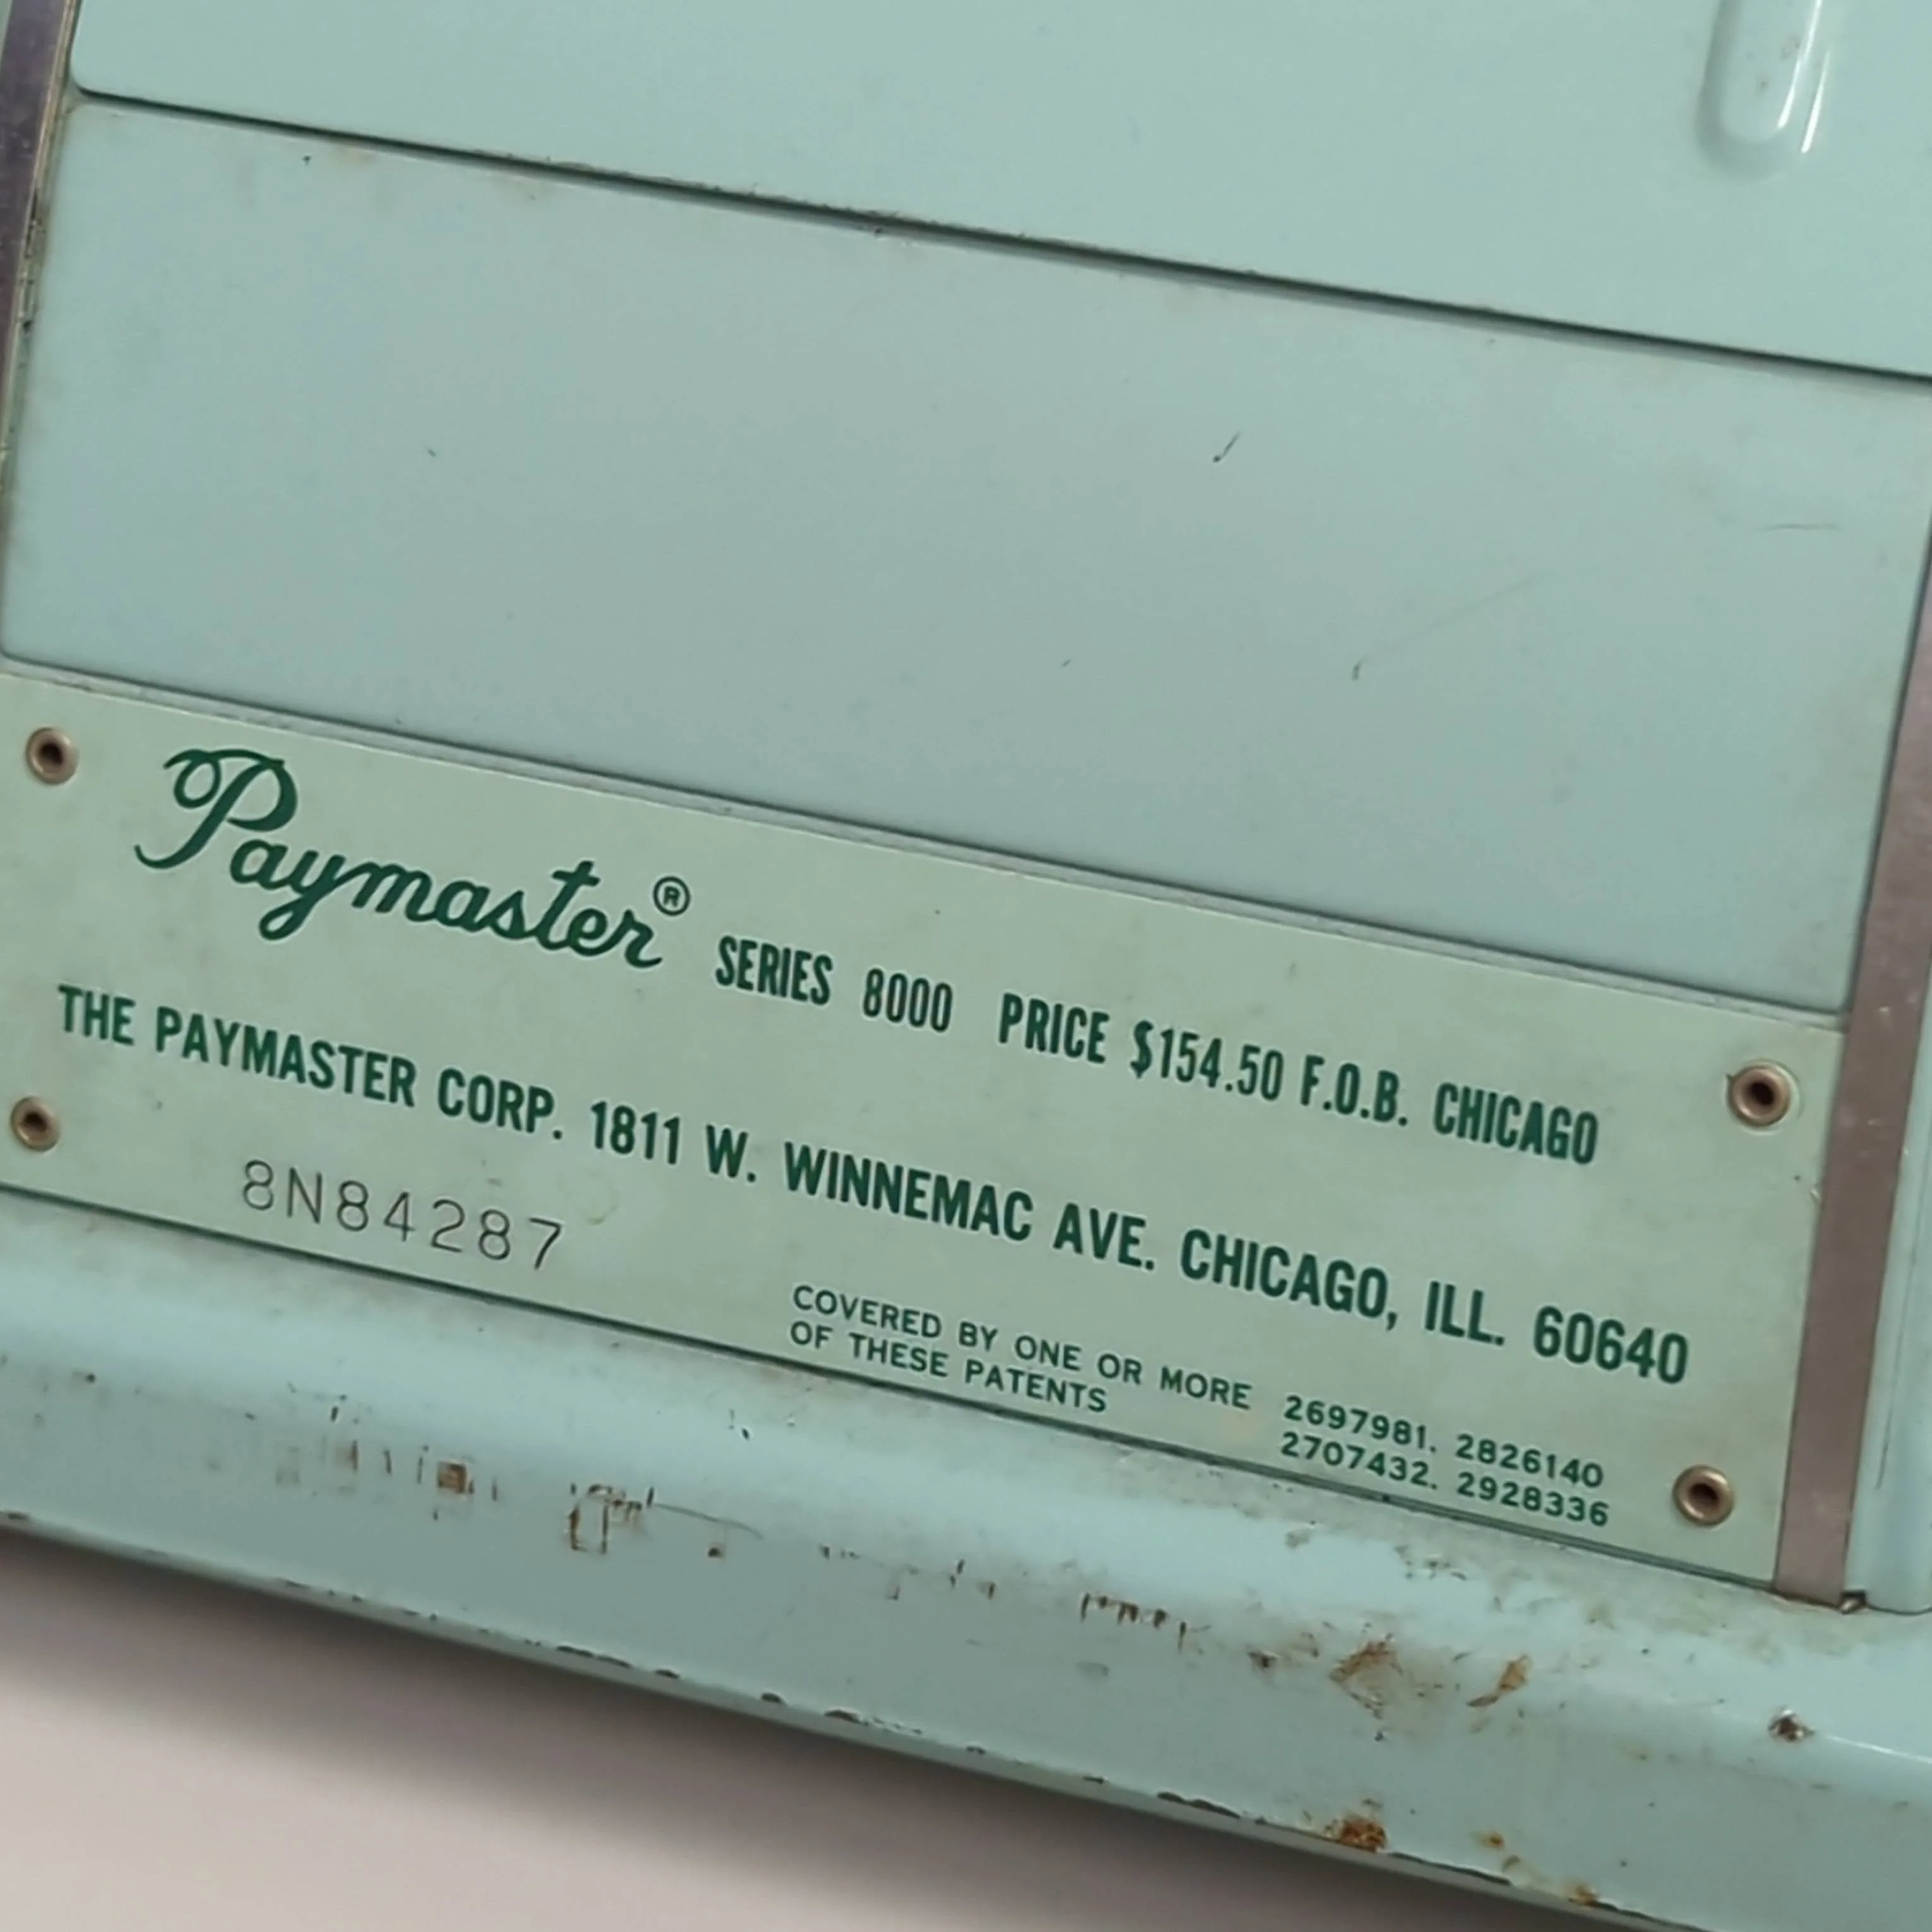 Paymaster® SERIES 8000 PRICE $154.50 F.O.B. CHICAGO
THE PAYMASTER CORP. 1811 W. WINNEMAC AVE. CHICAGO, ILL. 60640
8N84287
COVERED BY ONE OR MORE 2697981. 2826140
OF THESE PATENTS 2707432. 2928336